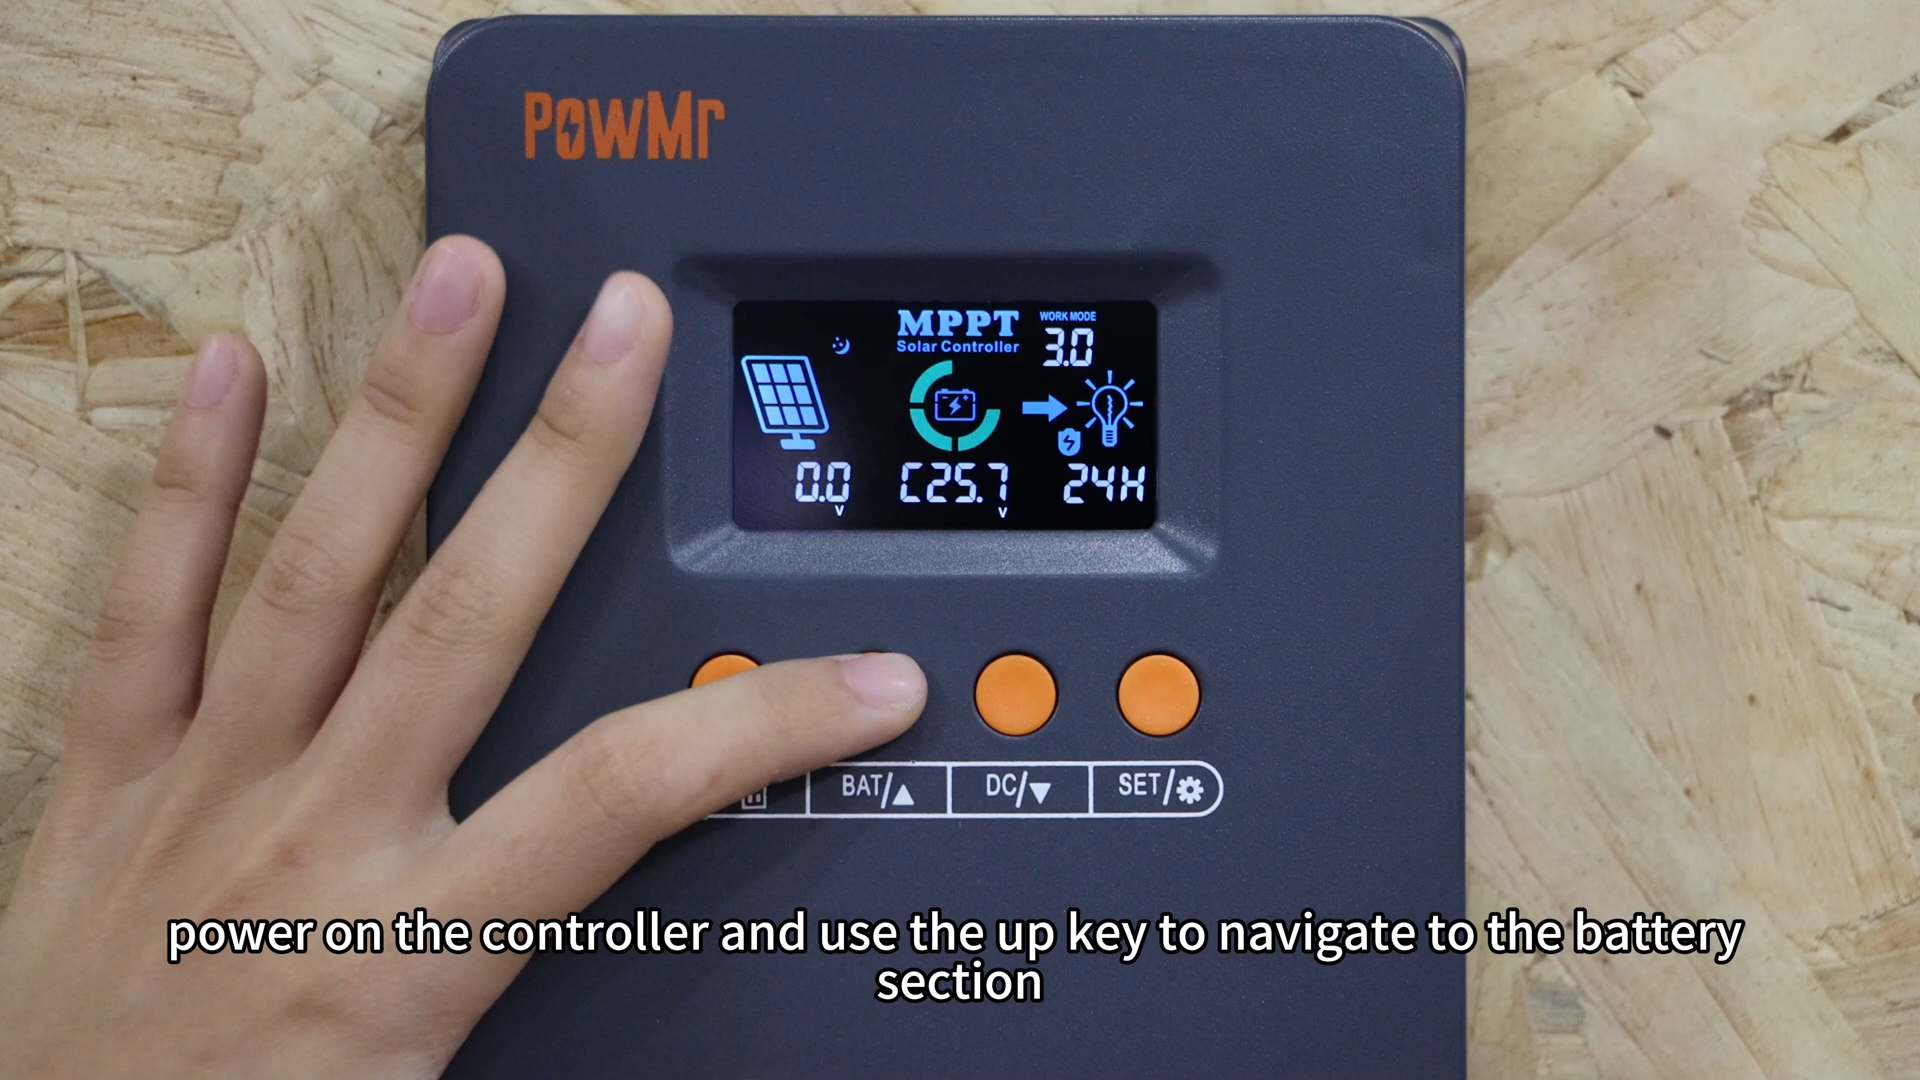 PowMr
MPPT
Solar Controller
WORK MODE
3.0
0.0
V
C25.7
V
24H
BAT/▲
DC/▼
SET/
power on the controller and use the up key to navigate to the battery
section